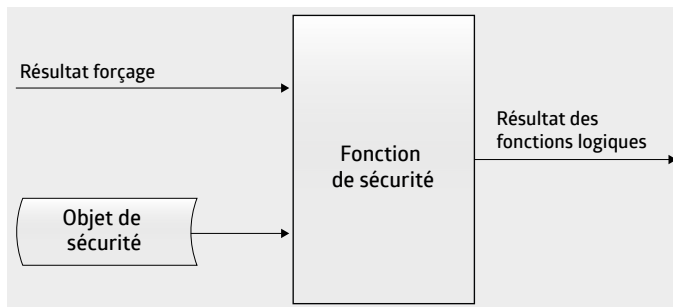 Résultat forçage
Résultat des
fonctions logiques
Fonction
de sécurité
Objet de
sécurité